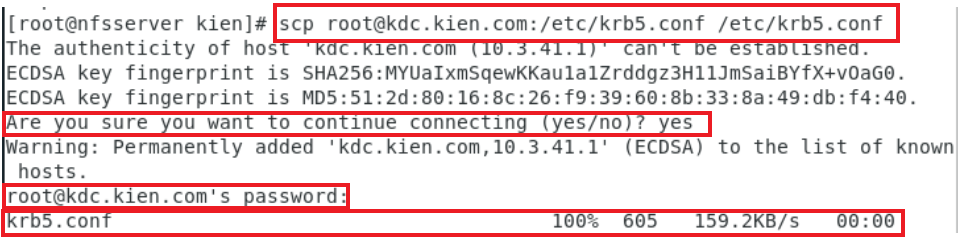 [root@nfsserver kien]# scp root@kdc.kien.com:/etc/krb5.conf /etc/krb5.conf
The authenticity of host 'kdc.kien.com (10.3.41.1)' can't be established.
ECDSA key fingerprint is SHA256:MYUaIxmSqewKKau1a1Zrddgz3H11JmSaiBYfX+vOaG0.
ECDSA key fingerprint is MD5:51:2d:80:16:8c:26:f9:39:60:8b:33:8a:49:db:f4:40.
Are you sure you want to continue connecting (yes/no)? yes
Warning: Permanently added 'kdc.kien.com,10.3.41.1' (ECDSA) to the list of known
hosts.
root@kdc.kien.com's password:
krb5.conf 100% 605 159.2KB/s 00:00